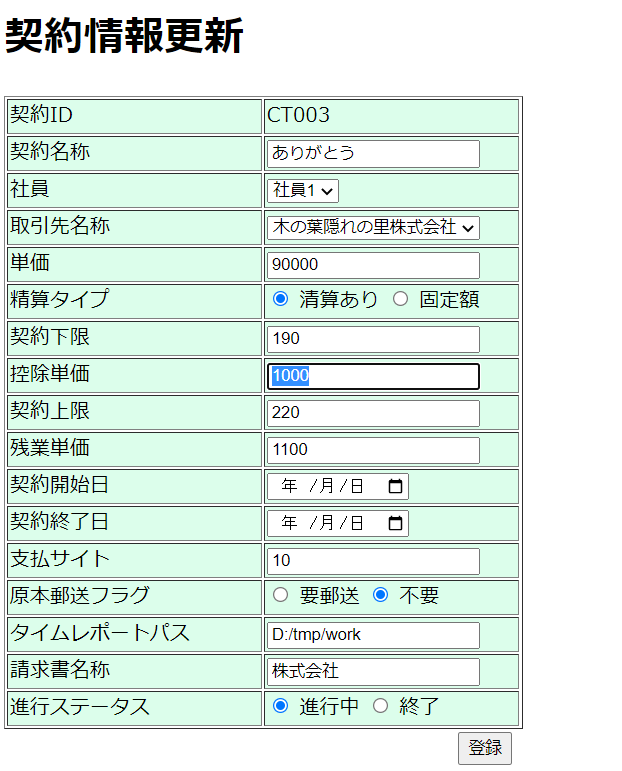 契約情報更新
契約ID CT003
契約名称 ありがとう
社員 社員1
取引先名称 木の葉隠れの里株式会社
単価 90000
精算タイプ 清算あり 固定額
契約下限 190
控除単価 1000
契約上限 220
残業単価 1100
契約開始日 年 /月/日
契約終了日 年 /月/日
支払サイト 10
原本郵送フラグ 要郵送 不要
タイムレポートパス D:/tmp/work
請求書名称 株式会社
進行ステータス 進行中 終了
登録